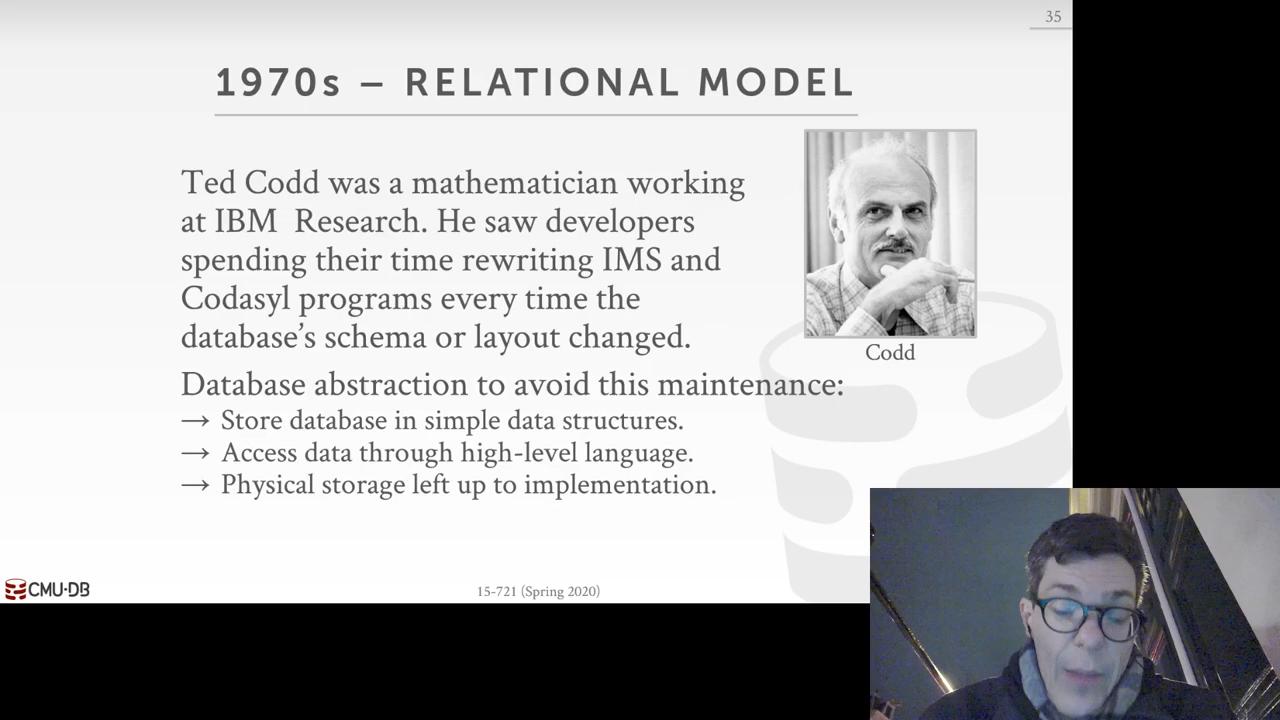 35
1970s – RELATIONAL MODEL
Ted Codd was a mathematician working
at IBM  Research. He saw developers
spending their time rewriting IMS and
Codasyl programs every time the
database’s schema or layout changed.
Codd
Database abstraction to avoid this maintenance:
→ Store database in simple data structures.
→ Access data through high-level language.
→ Physical storage left up to implementation.
CMU·DB
15-721 (Spring 2020)